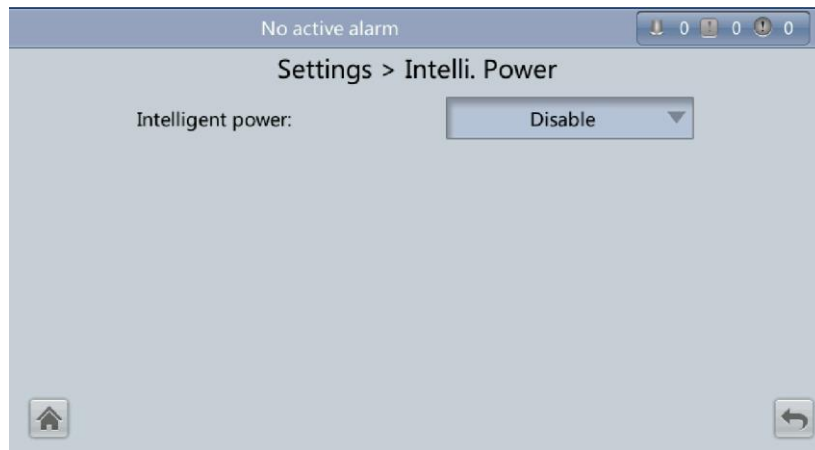 No active alarm 0 0 0
Settings > Intelli. Power
Intelligent power: Disable